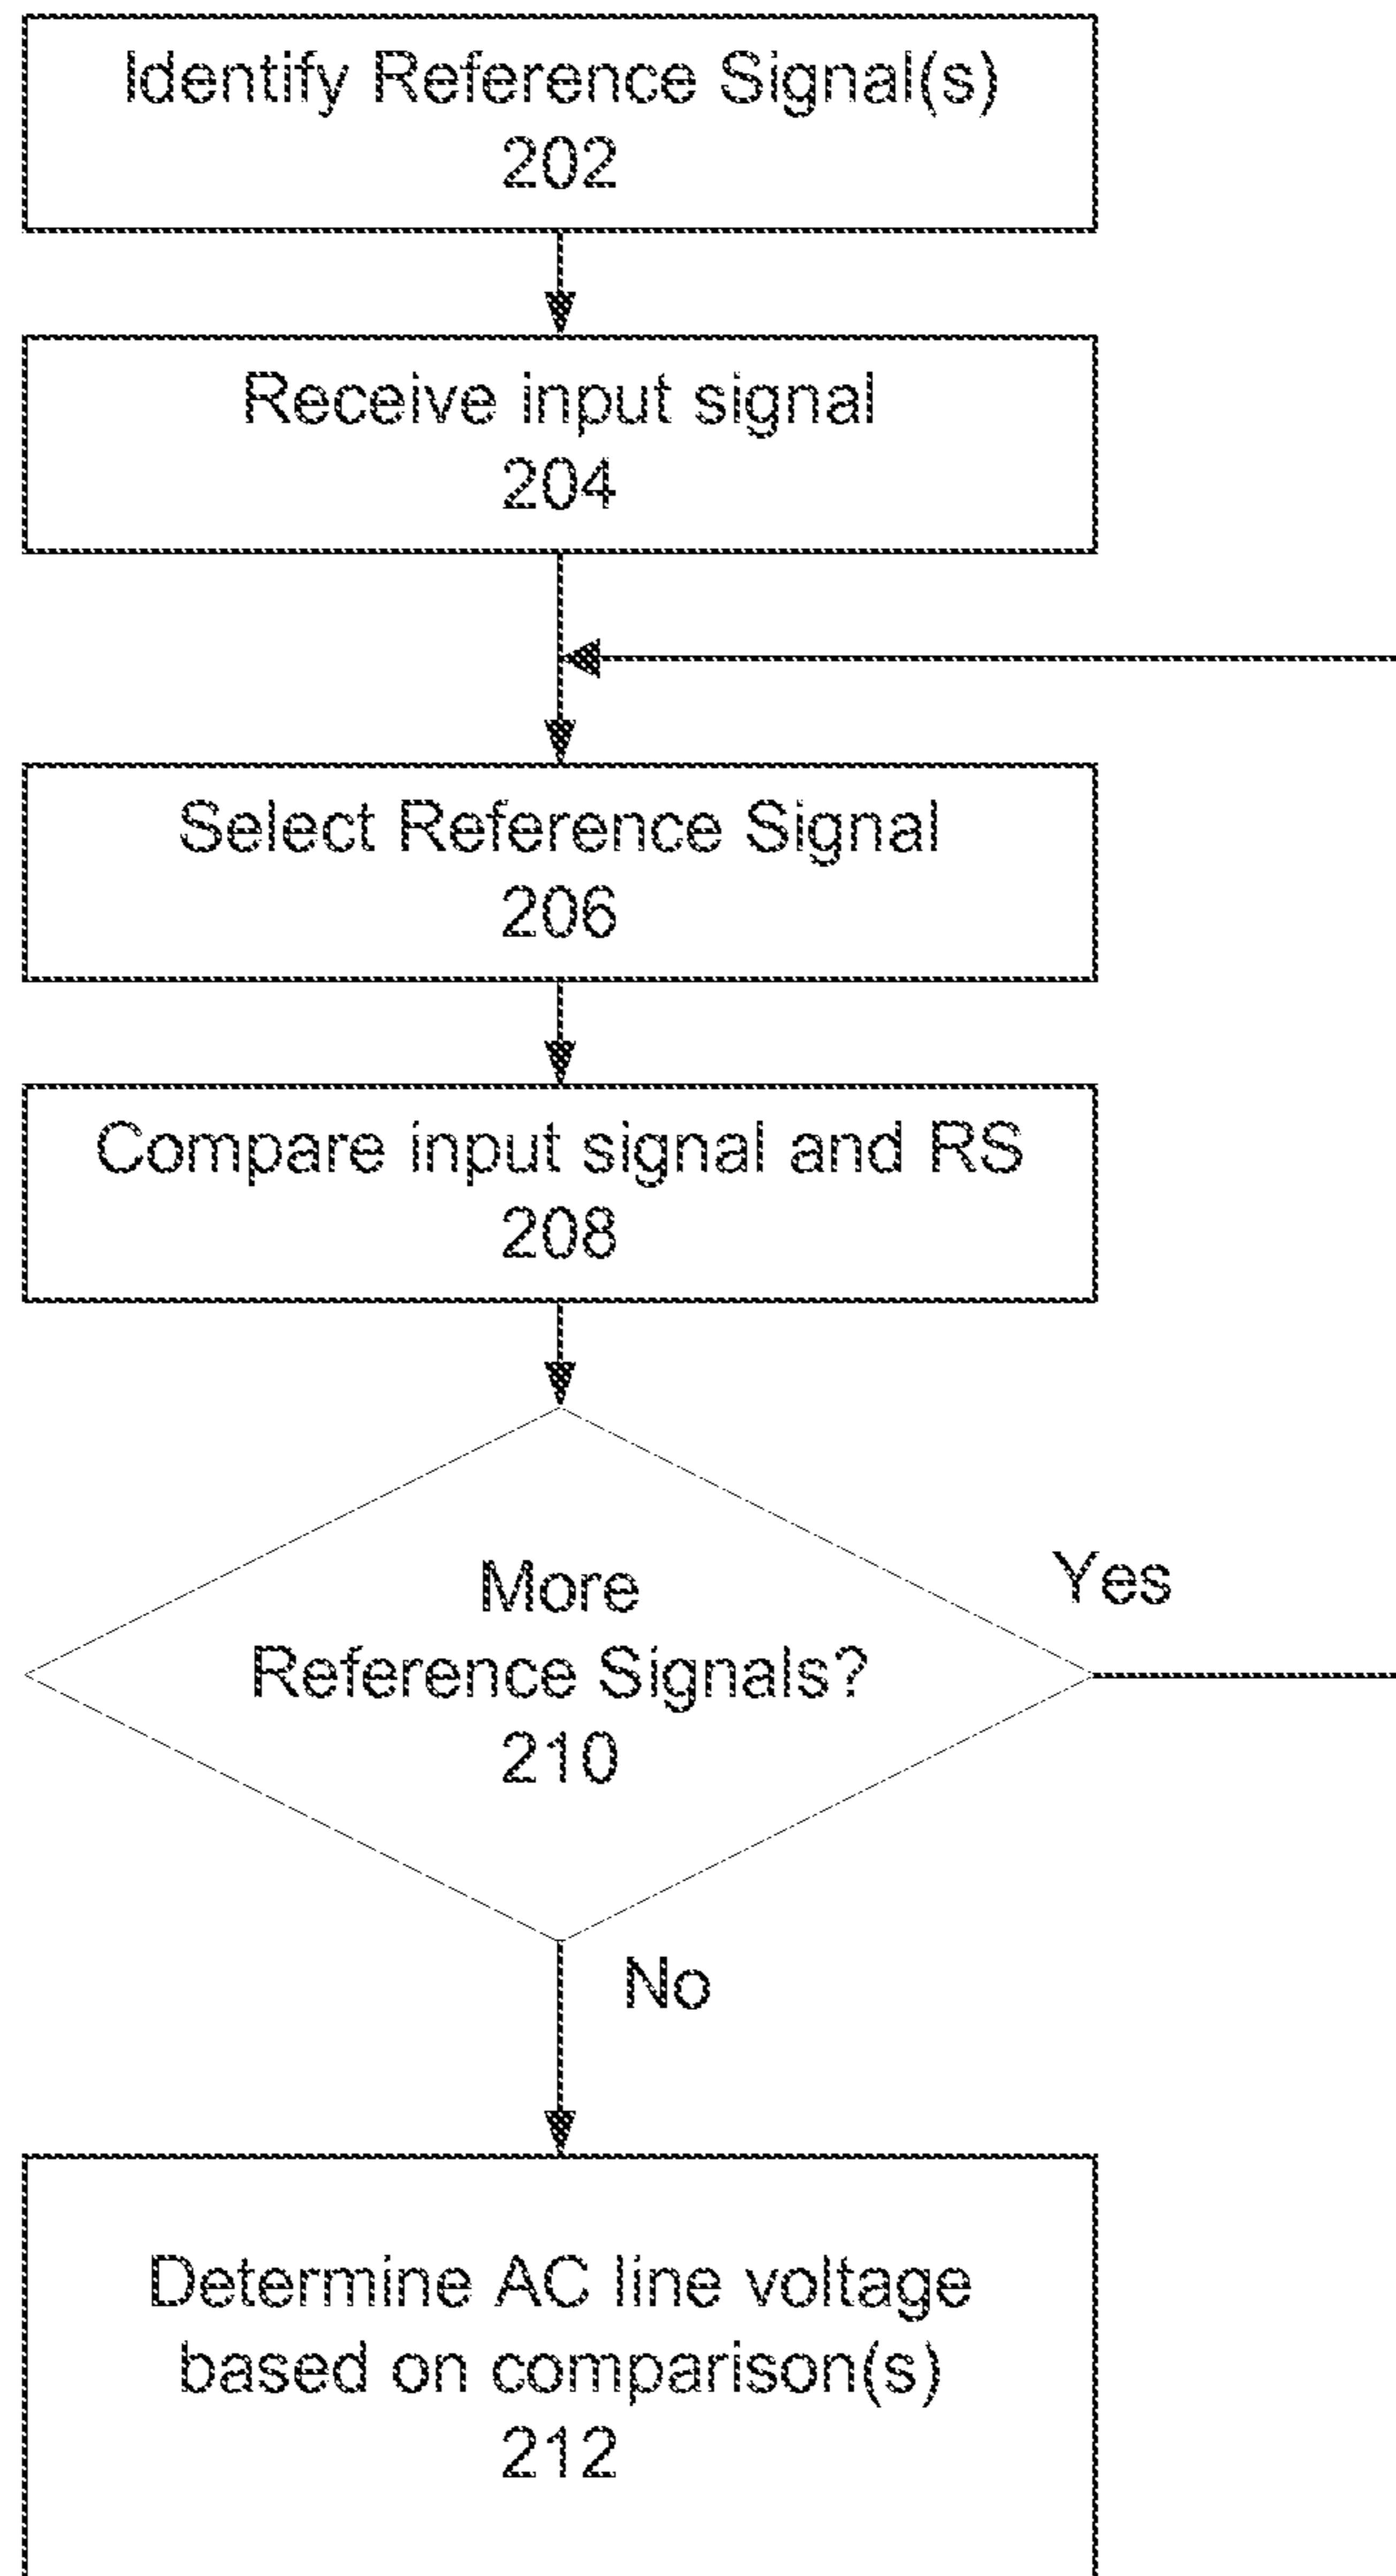 Identify Reference Signal(s)
202
Receive input signal
204
Select Reference Signal
206
Compare input signal and RS
208
More
Reference Signals?
210
Yes
No
Determine AC line voltage
based on comparison(s)
212